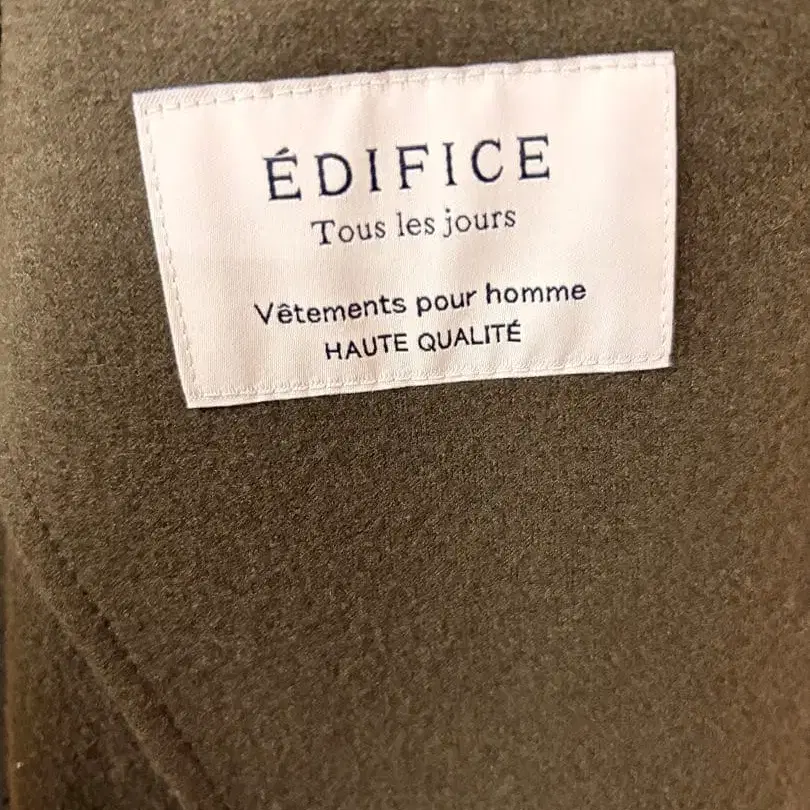 ÉDIFICE
Tous les jours
Vêtements pour homme
HAUTE QUALITÉ